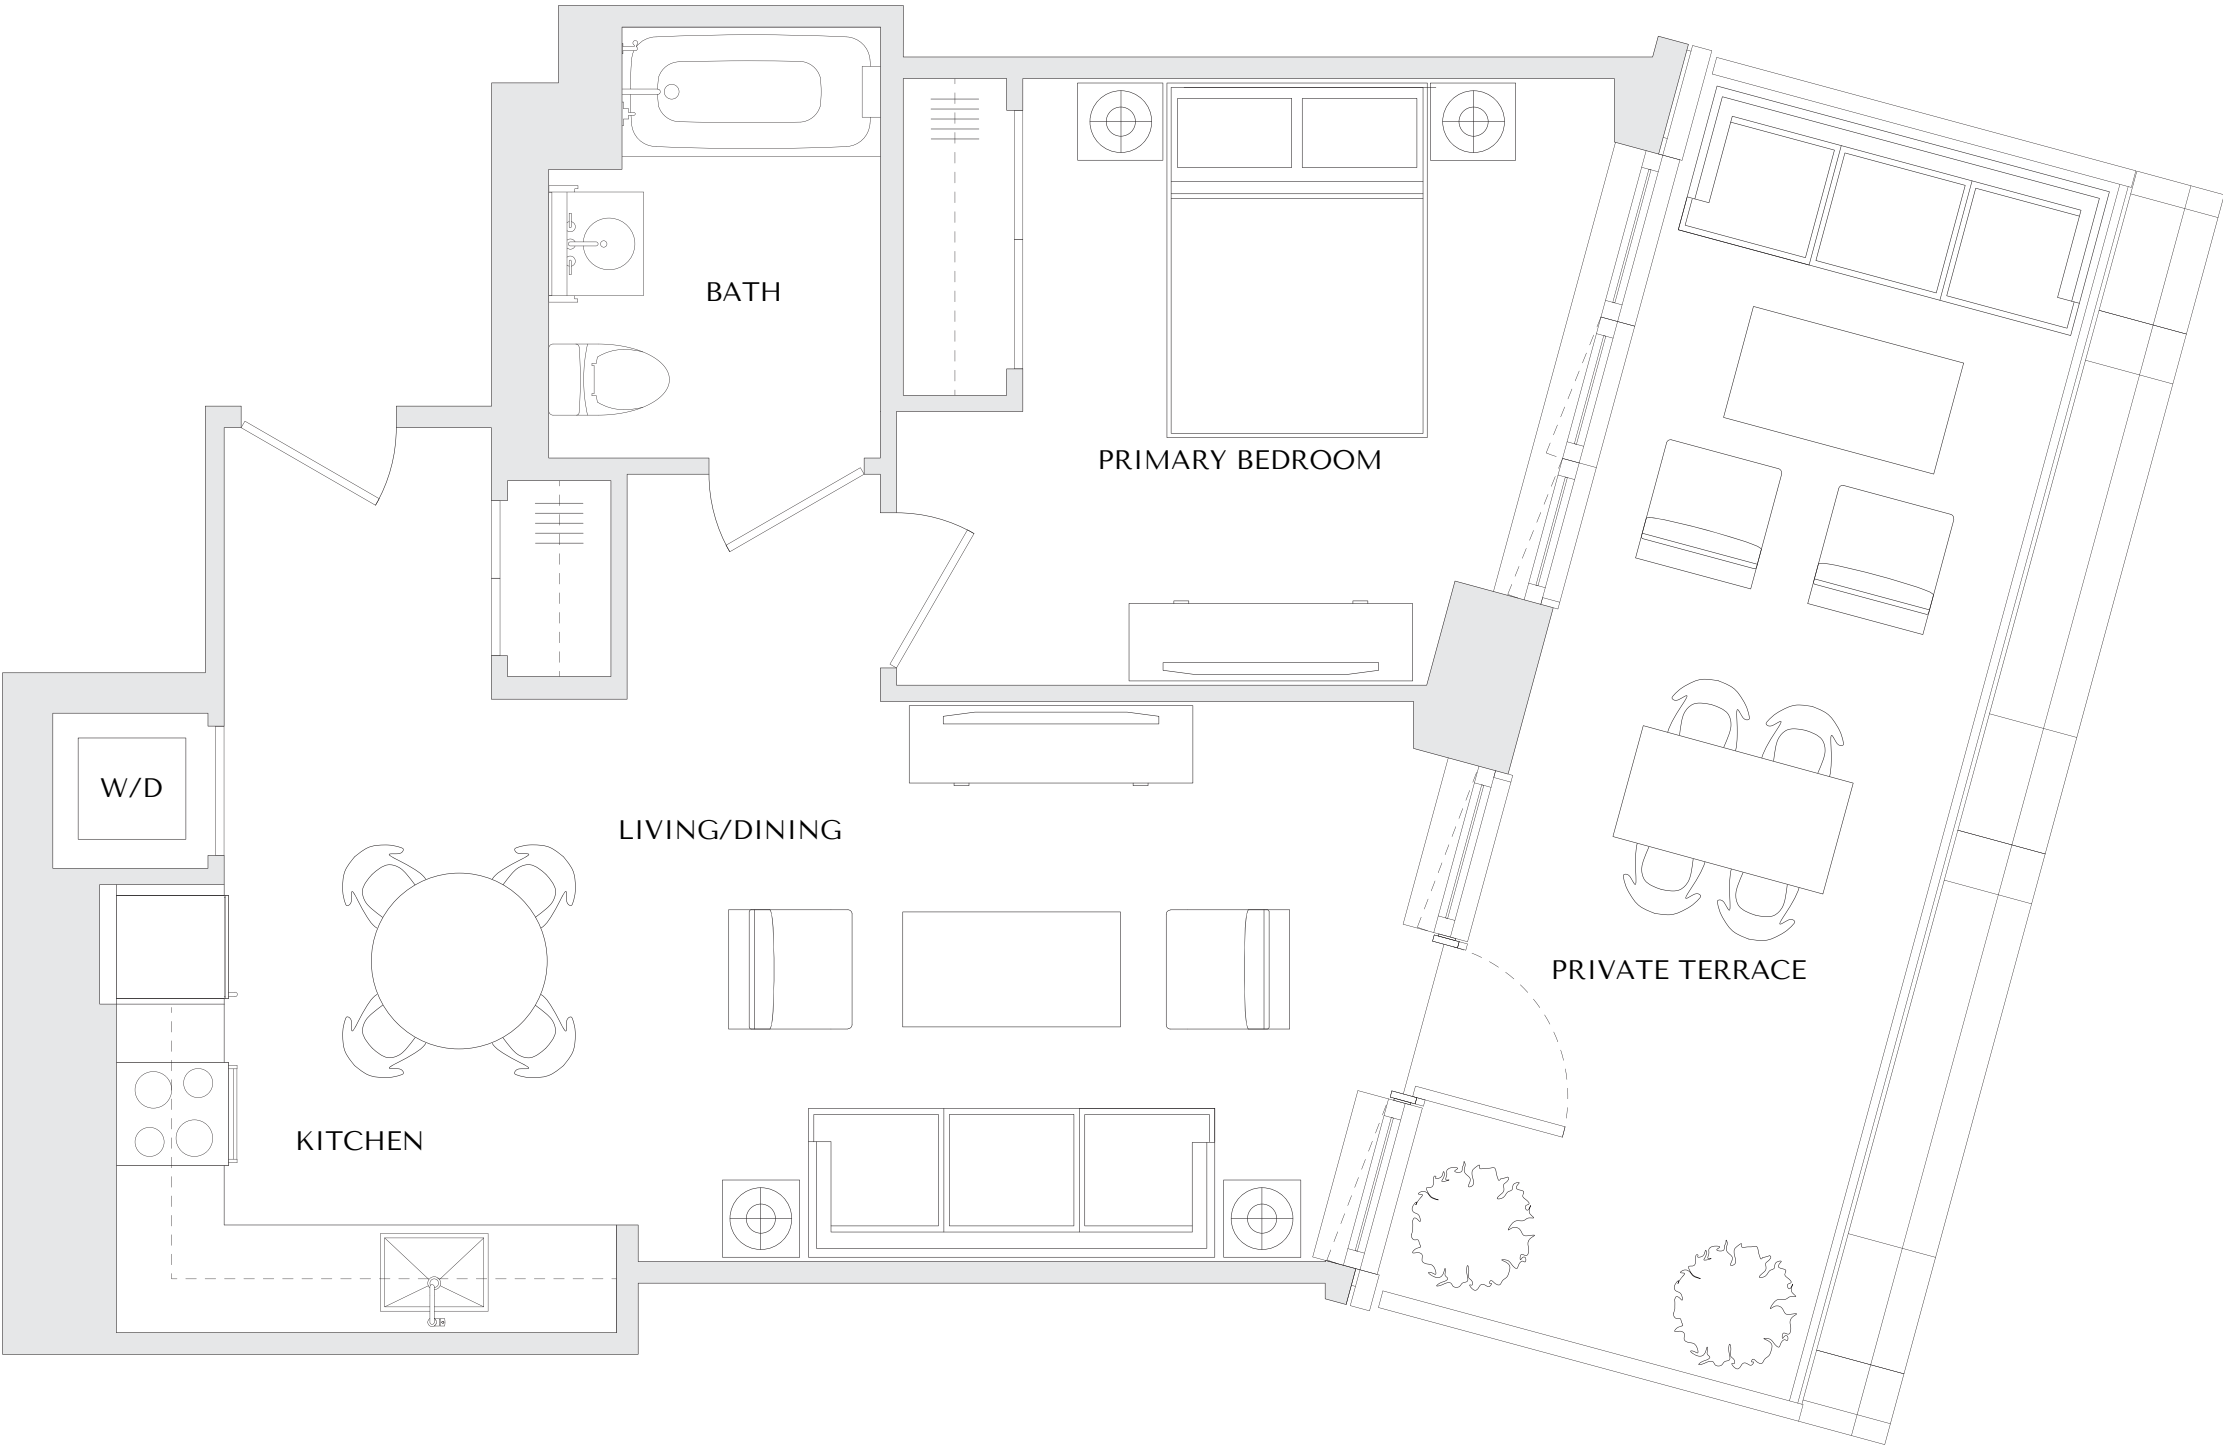 BATH
PRIMARY BEDROOM
W/D
LIVING/DINING
PRIVATE TERRACE
KITCHEN